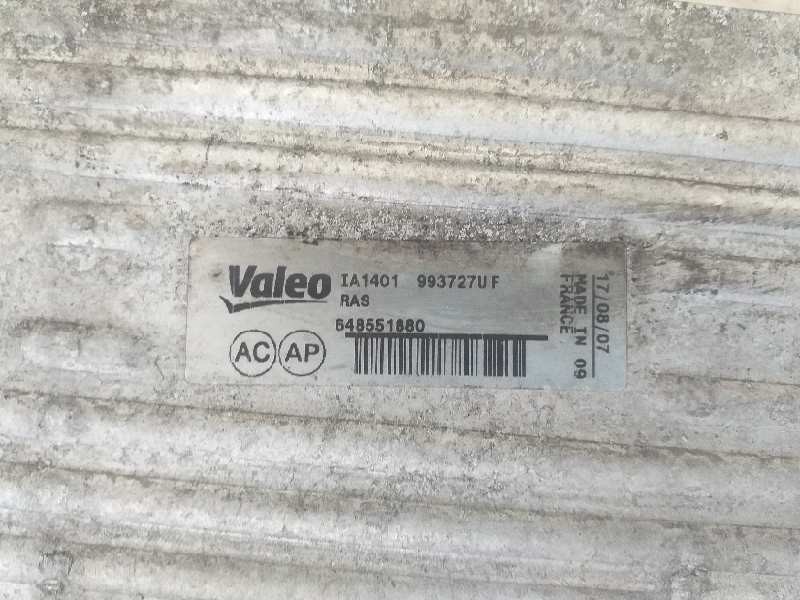 Valeo IA1401 993727UF
RAS
648551880
AC AP
17/08/07
MADE IN 09
FRANCE